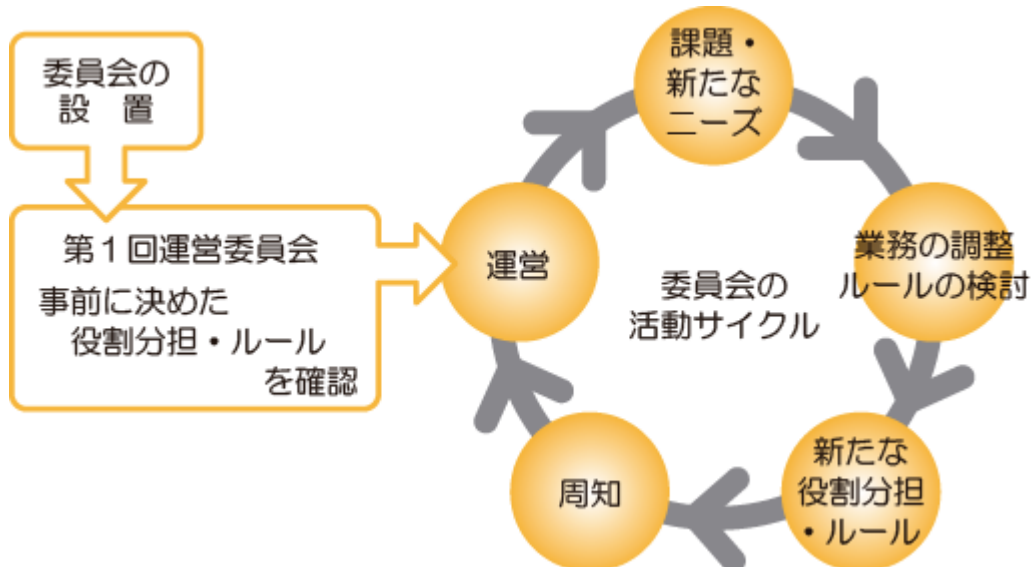 委員会の
設　置
第１回運営委員会
事前に決めた
役割分担・ルール
を確認
運営
課題・
新たな
ニーズ
業務の調整
ルールの検討
新たな
役割分担
・ルール
周知
委員会の
活動サイクル